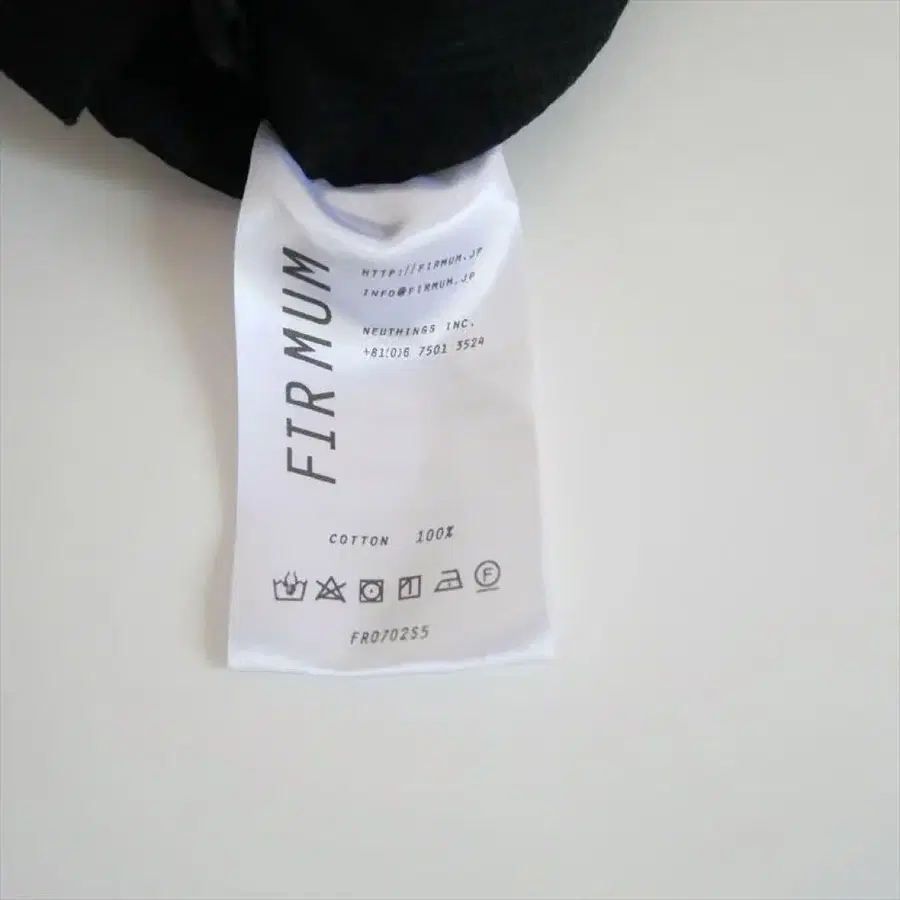 FIRMUM
HTTP://FIRMUM.JP
INFO@FIRMUM.JP
NEUTHINGS INC.
+81(0)6 7501 3524
COTTON 100%
F
FR0702S5